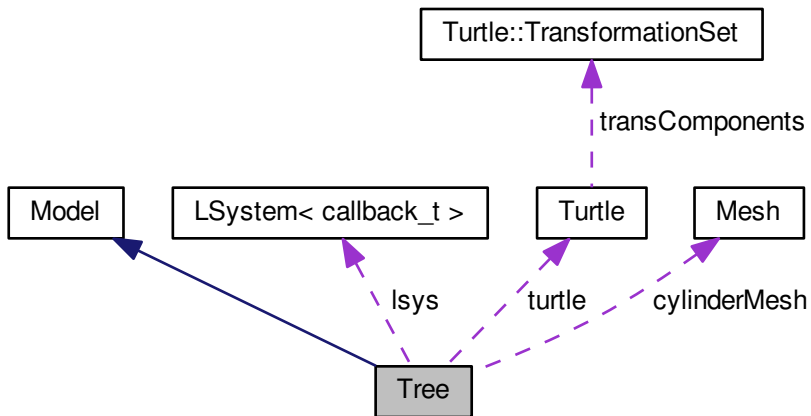 Turtle::TransformationSet
transComponents
Model
LSystem< callback_t >
Turtle
Mesh
lsys
turtle
cylinderMesh
Tree